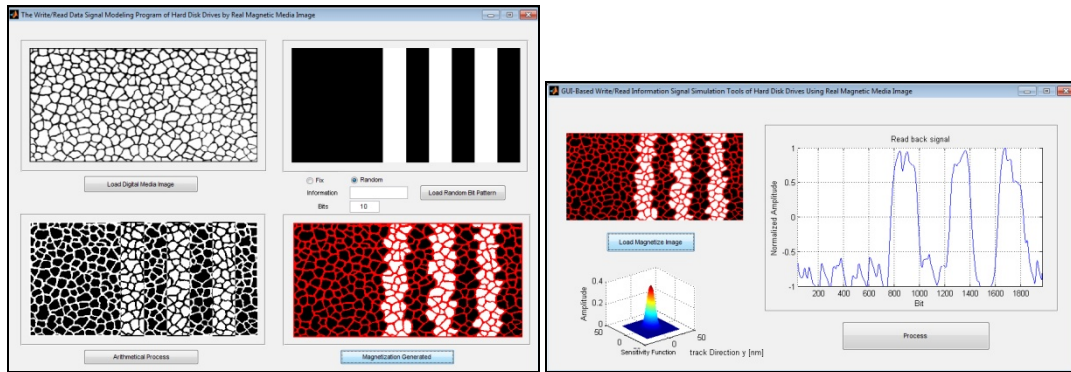 The Write/Read Data Signal Modeling Program of Hard Disk Drives by Real Magnetic Media Image
Load Digital Media Image
Fix
Random
Information
Load Random Bit Pattern
Bits
10
Arithmetical Process
Magnetization Generated
GUI-Based Write/Read Information Signal Simulation Tools of Hard Disk Drives Using Real Magnetic Media Image
Load Magnetize Image
Read back signal
Normalized Amplitude
1
0.5
0
-0.5
-1
200 400 600 800 1000 1200 1400 1600 1800
Bit
Amplitude
0.4
0.2
0
50
0
50
0
Sensitivity Function
track Direction y [nm]
Process